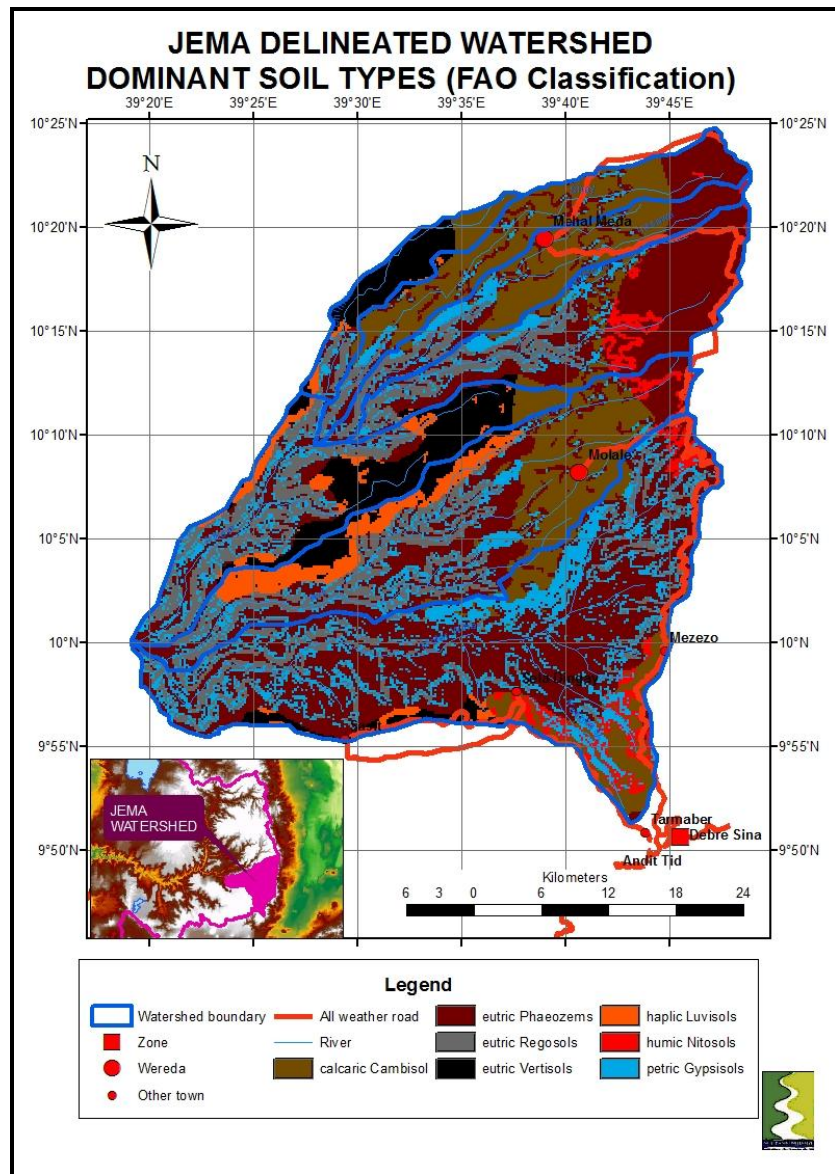 JEMA DELINEATED WATERSHED
DOMINANT SOIL TYPES (FAO Classification)
39°20'E 39°25'E 39°30'E 39°35'E 39°40'E 39°45'E
10°25'N 10°25'N
N
10°20'N 10°20'N
Mehal Meda
10°15'N 10°15'N
10°10'N 10°10'N
Molale
10°5'N 10°5'N
10°0'N 10°0'N
Mezezo
9°55'N 9°55'N
JEMA
WATERSHED
Tarmaber
Debre Sina
9°50'N 9°50'N
Andit Tid
Kilometers
6 3 0 6 12 18 24
Legend
Watershed boundary All weather road eutric Phaeozems haplic Luvisols
Zone River eutric Regosols humic Nitosols
Wereda calcaric Cambisol eutric Vertisols petric Gypsisols
Other town